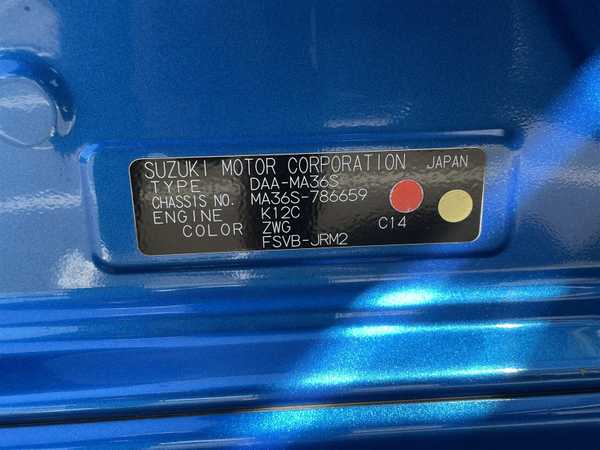 SUZUKI MOTOR CORPORATION JAPAN
TYPE DAA-MA36S
CHASSIS NO. MA36S-786659
ENGINE K12C
COLOR ZWG C14
FSVB-JRM2